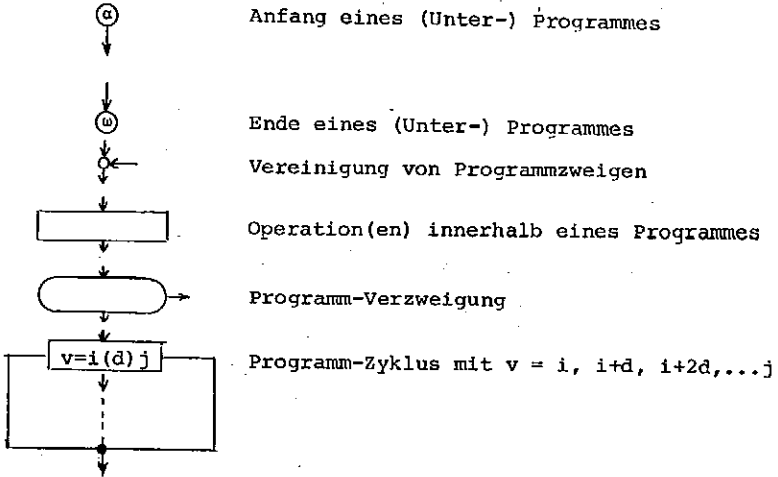 α Anfang eines (Unter-) Programmes
ω Ende eines (Unter-) Programmes
Vereinigung von Programmzweigen
Operation(en) innerhalb eines Programmes
Programm-Verzweigung
v=i(d)j Programm-Zyklus mit v = i, i+d, i+2d,...j